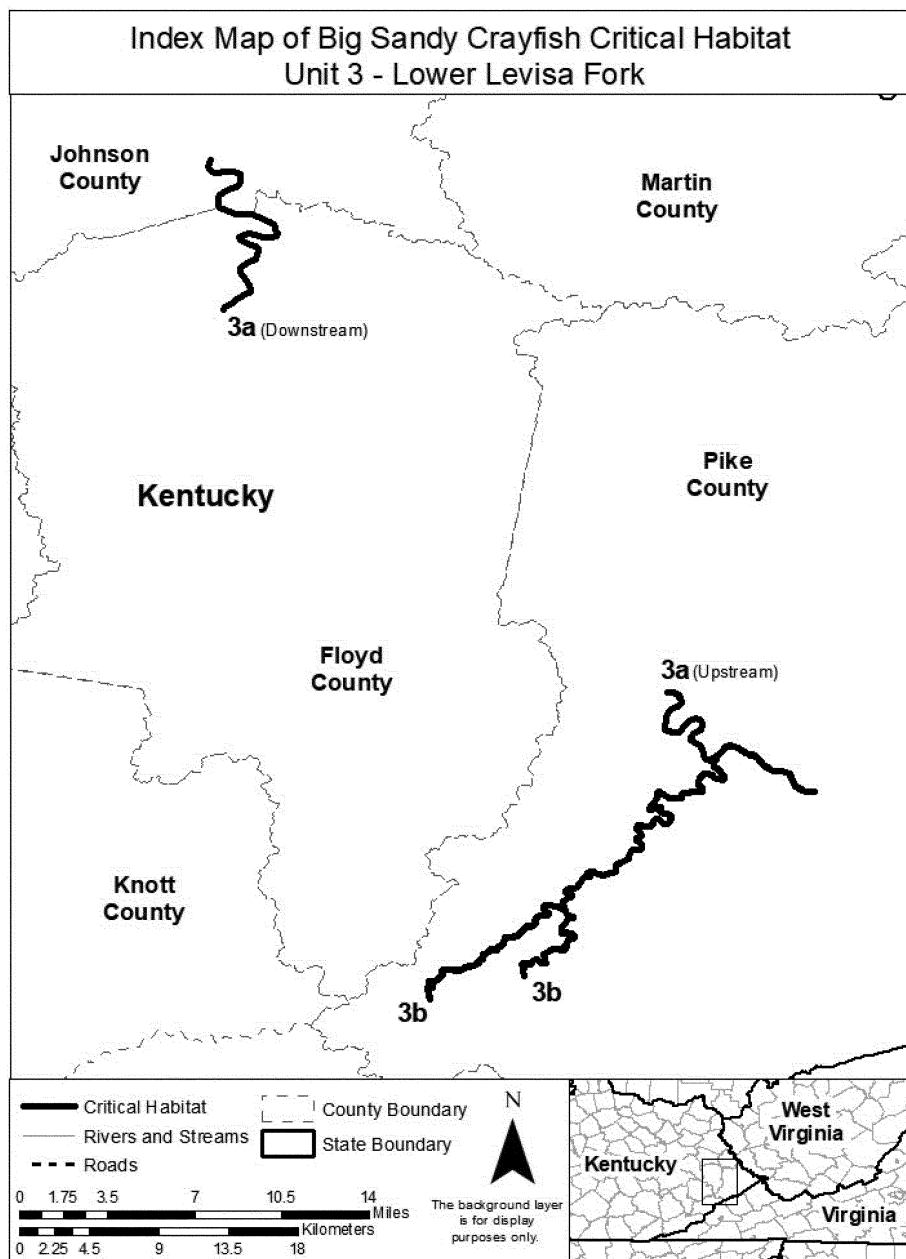 Index Map of Big Sandy Crayfish Critical Habitat
Unit 3 - Lower Levisa Fork
Johnson
County
Martin
County
3a (Downstream)
Pike
County
Kentucky
Floyd
County
3a (Upstream)
Knott
County
3b
3b
Critical Habitat
Rivers and Streams
Roads
County Boundary
State Boundary
0 1.75 3.5 7 10.5 14
Miles
Kilometers
0 2.25 4.5 9 13.5 18
N
The background layer
is for display
purposes only.
West
Virginia
Kentucky
Virginia